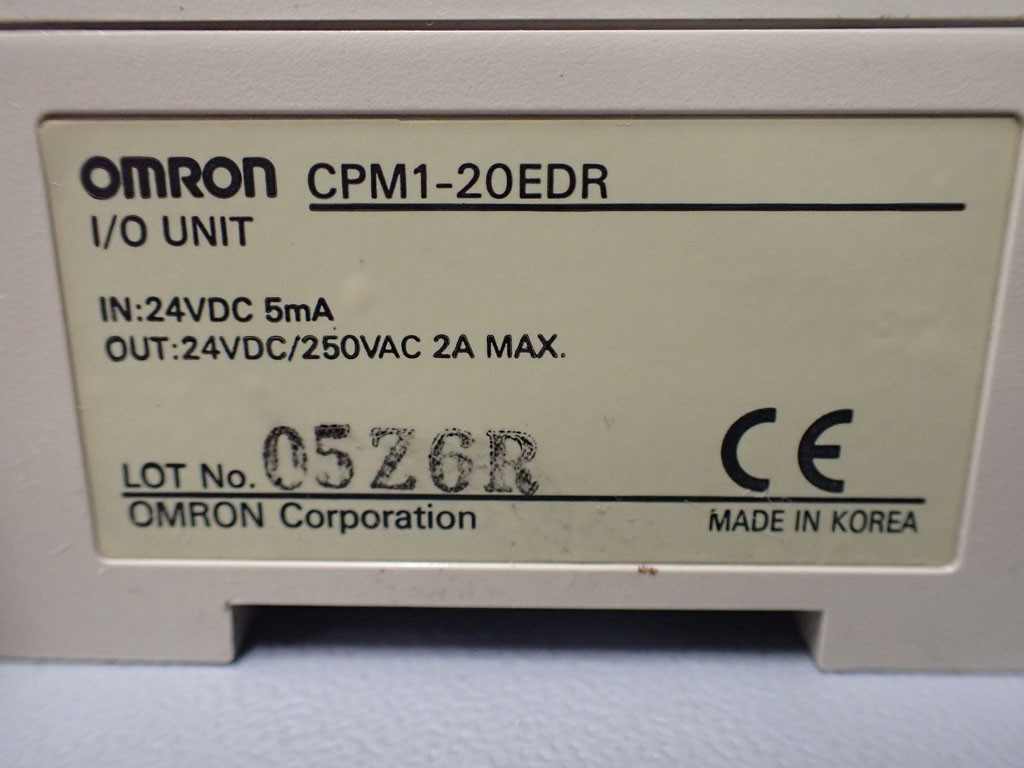 OMRON CPM1-20EDR
I/O UNIT
IN:24VDC 5mA
OUT:24VDC/250VAC 2A MAX.
LOT No. 05Z6R
CE
OMRON Corporation MADE IN KOREA